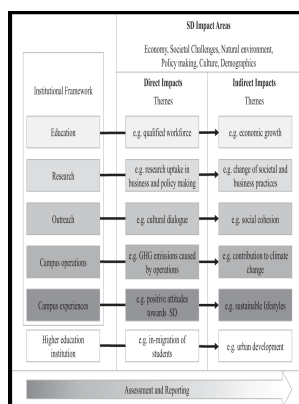 SD Impact Areas
Economy, Societal Challenges, Natural environment,
Policy making, Culture, Demographics
Institutional Framework
Direct Impacts
Themes
Indirect Impacts
Themes
Education
e.g. qualified workforce
e.g. economic growth
Research
e.g. research uptake in
business and policy making
e.g. change of societal and
business practices
Outreach
e.g. cultural dialogue
e.g. social cohesion
Campus operations
e.g. GHG emissions caused
by operations
e.g. contribution to climate
change
Campus experiences
e.g. positive attitudes
towards SD
e.g. sustainable lifestyles
Higher education
institution
e.g. in-migration of
students
e.g. urban development
Assessment and Reporting